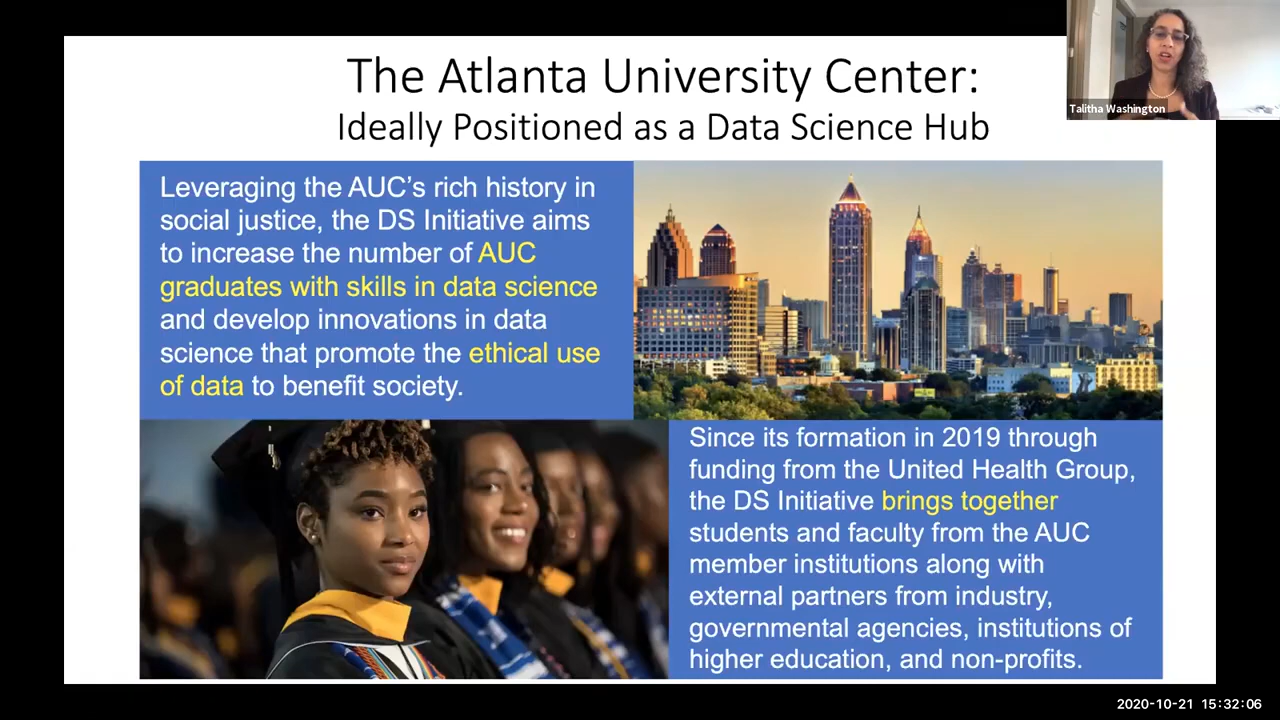 The Atlanta University Center:
Ideally Positioned as a Data Science Hub
Talitha Washington
Leveraging the AUC's rich history in
social justice, the DS Initiative aims
to increase the number of AUC
graduates with skills in data science
and develop innovations in data
science that promote the ethical use
of data to benefit society.
Since its formation in 2019 through
funding from the United Health Group,
the DS Initiative brings together
students and faculty from the AUC
member institutions along with
external partners from industry,
governmental agencies, institutions of
higher education, and non-profits.
2020-10-21 15:32:06